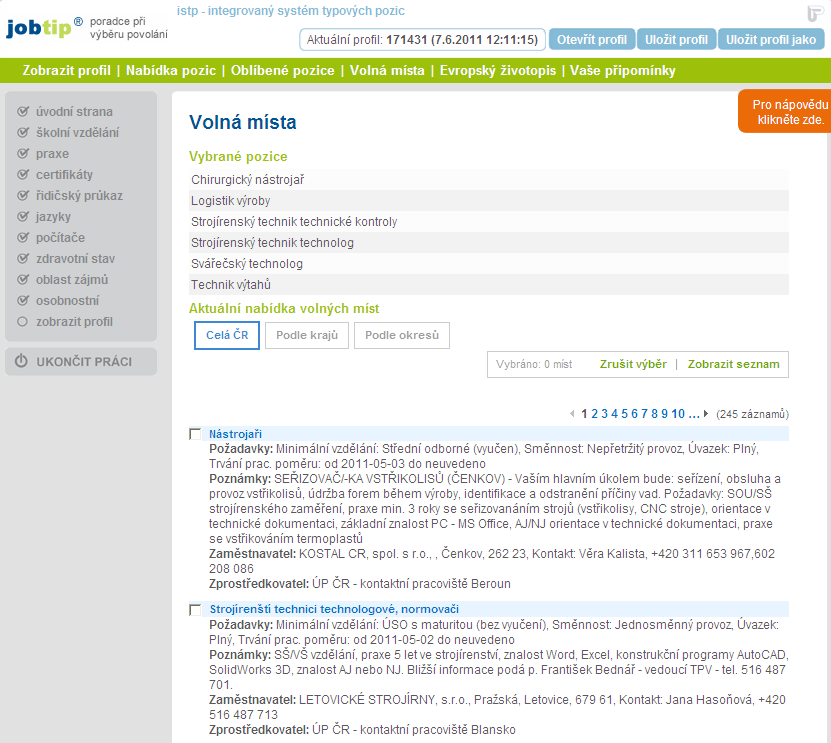 jobtip® poradce při
výběru povolání
istp - integrovaný systém typových pozic
Aktuální profil: 171431 (7.6.2011 12:11:15) Otevřít profil Uložit profil Uložit profil jako
Zobrazit profil | Nabídka pozic | Oblíbené pozice | Volná místa | Evropský životopis | Vaše připomínky
úvodní strana
školní vzdělání
praxe
certifikáty
řidičský průkaz
jazyky
počítače
zdravotní stav
oblast zájmů
osobnostní
zobrazit profil
UKONČIT PRÁCI
Pro nápovědu
klikněte zde.
Volná místa
Vybrané pozice
Chirurgický nástrojař
Logistik výroby
Strojírenský technik technické kontroly
Strojírenský technik technolog
Svářečský technolog
Technik výtahů
Aktuální nabídka volných míst
Celá ČR Podle krajů Podle okresů
Vybráno: 0 míst Zrušit výběr | Zobrazit seznam
1 2 3 4 5 6 7 8 9 10 ... (245 záznamů)
Nástrojaři
Požadavky: Minimální vzdělání: Střední odborné (vyučen), Směnnost: Nepřetržitý provoz, Úvazek: Plný,
Trvání prac. poměru: od 2011-05-03 do neuvedeno
Poznámky: SEŘIZOVAČ/-KA VSTŘIKOLISŮ (ČENKOV) - Vaším hlavním úkolem bude: seřízení, obsluha a
provoz vstřikolisů, údržba forem během výroby, identifikace a odstranění příčiny vad. Požadavky: SOU/SŠ
strojírenského zaměření, praxe min. 3 roky se seřizovanáním strojů (vstřikolisy, CNC stroje), orientace v
technické dokumentaci, základní znalost PC - MS Office, AJ/NJ orientace v technické dokumentaci, praxe
se vstřikováním termoplastů
Zaměstnavatel: KOSTAL CR, spol. s r.o., , Čenkov, 262 23, Kontakt: Věra Kalista, +420 311 653 967,602
208 086
Zprostředkovatel: ÚP ČR - kontaktní pracoviště Beroun
Strojírenští technici technologové, normovači
Požadavky: Minimální vzdělání: ÚSO s maturitou (bez vyučení), Směnnost: Jednosměnný provoz, Úvazek:
Plný, Trvání prac. poměru: od 2011-05-02 do neuvedeno
Poznámky: SŠ/VŠ vzdělání, praxe 5 let ve strojírenství, znalost Word, Excel, konstrukční programy AutoCAD,
SolidWorks 3D, znalost AJ nebo NJ. Bližší informace podá p. František Bednář - vedoucí TPV - tel. 516 487
701.
Zaměstnavatel: LETOVICKÉ STROJÍRNY, s.r.o., Pražská, Letovice, 679 61, Kontakt: Jana Hasoňová, +420
516 487 713
Zprostředkovatel: ÚP ČR - kontaktní pracoviště Blansko